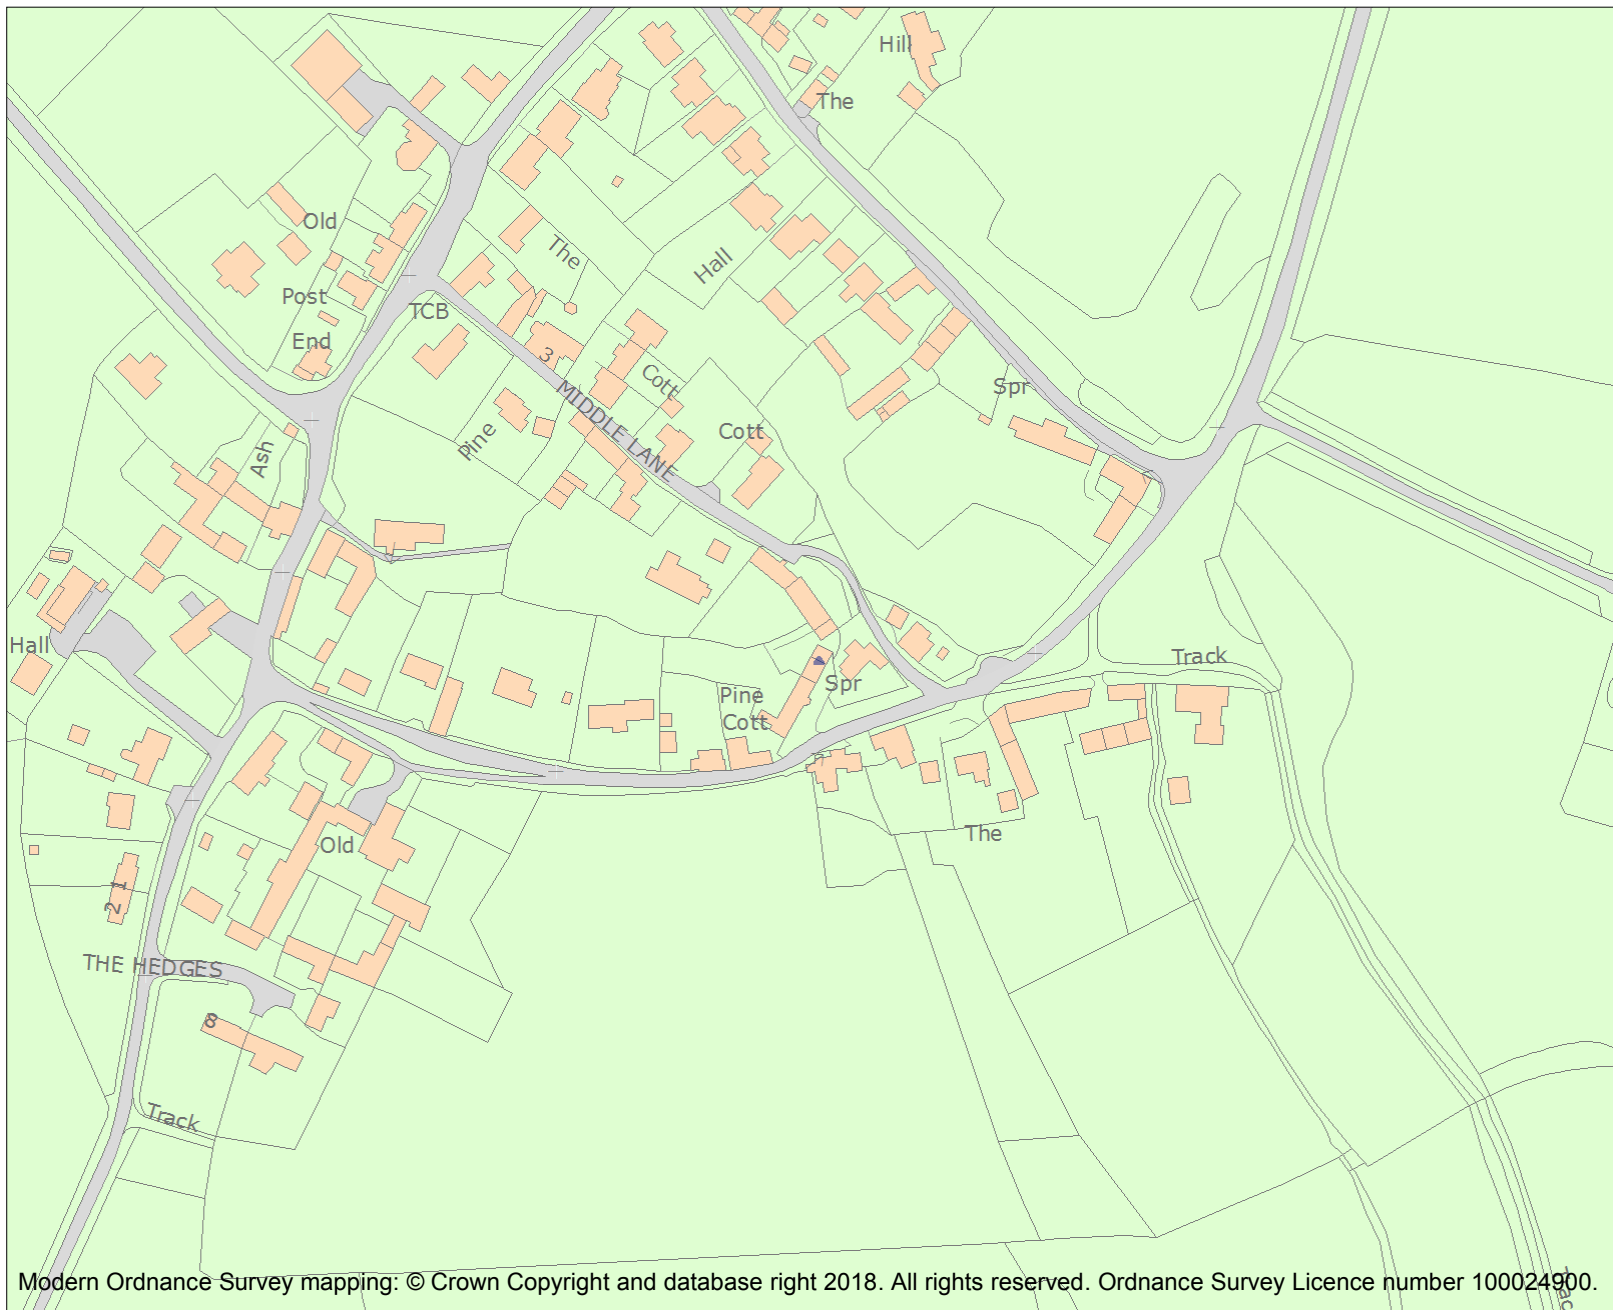 Hill
The
Old
The
Hall
Post
TCB
End
3
Cott
Spr
MIDDLE LANE
Pine
Cott
Ash
Hall
Track
Spr
Pine
Cott
The
Old
1
2
THE HEDGES
8
Track
Modern Ordnance Survey mapping: © Crown Copyright and database right 2018. All rights reserved. Ordnance Survey Licence number 100024900.